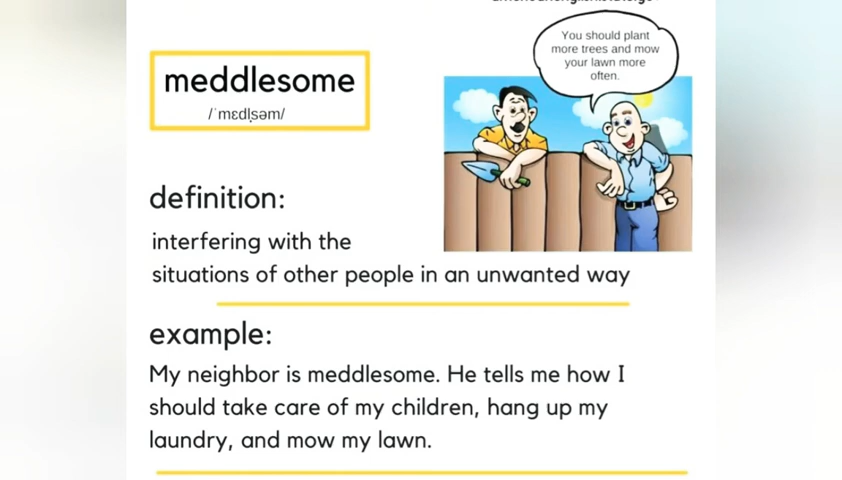 meddlesome
/ˈmɛdl̩səm/
You should plant
more trees and mow
your lawn more
often.
definition:
interfering with the
situations of other people in an unwanted way
example:
My neighbor is meddlesome. He tells me how I
should take care of my children, hang up my
laundry, and mow my lawn.